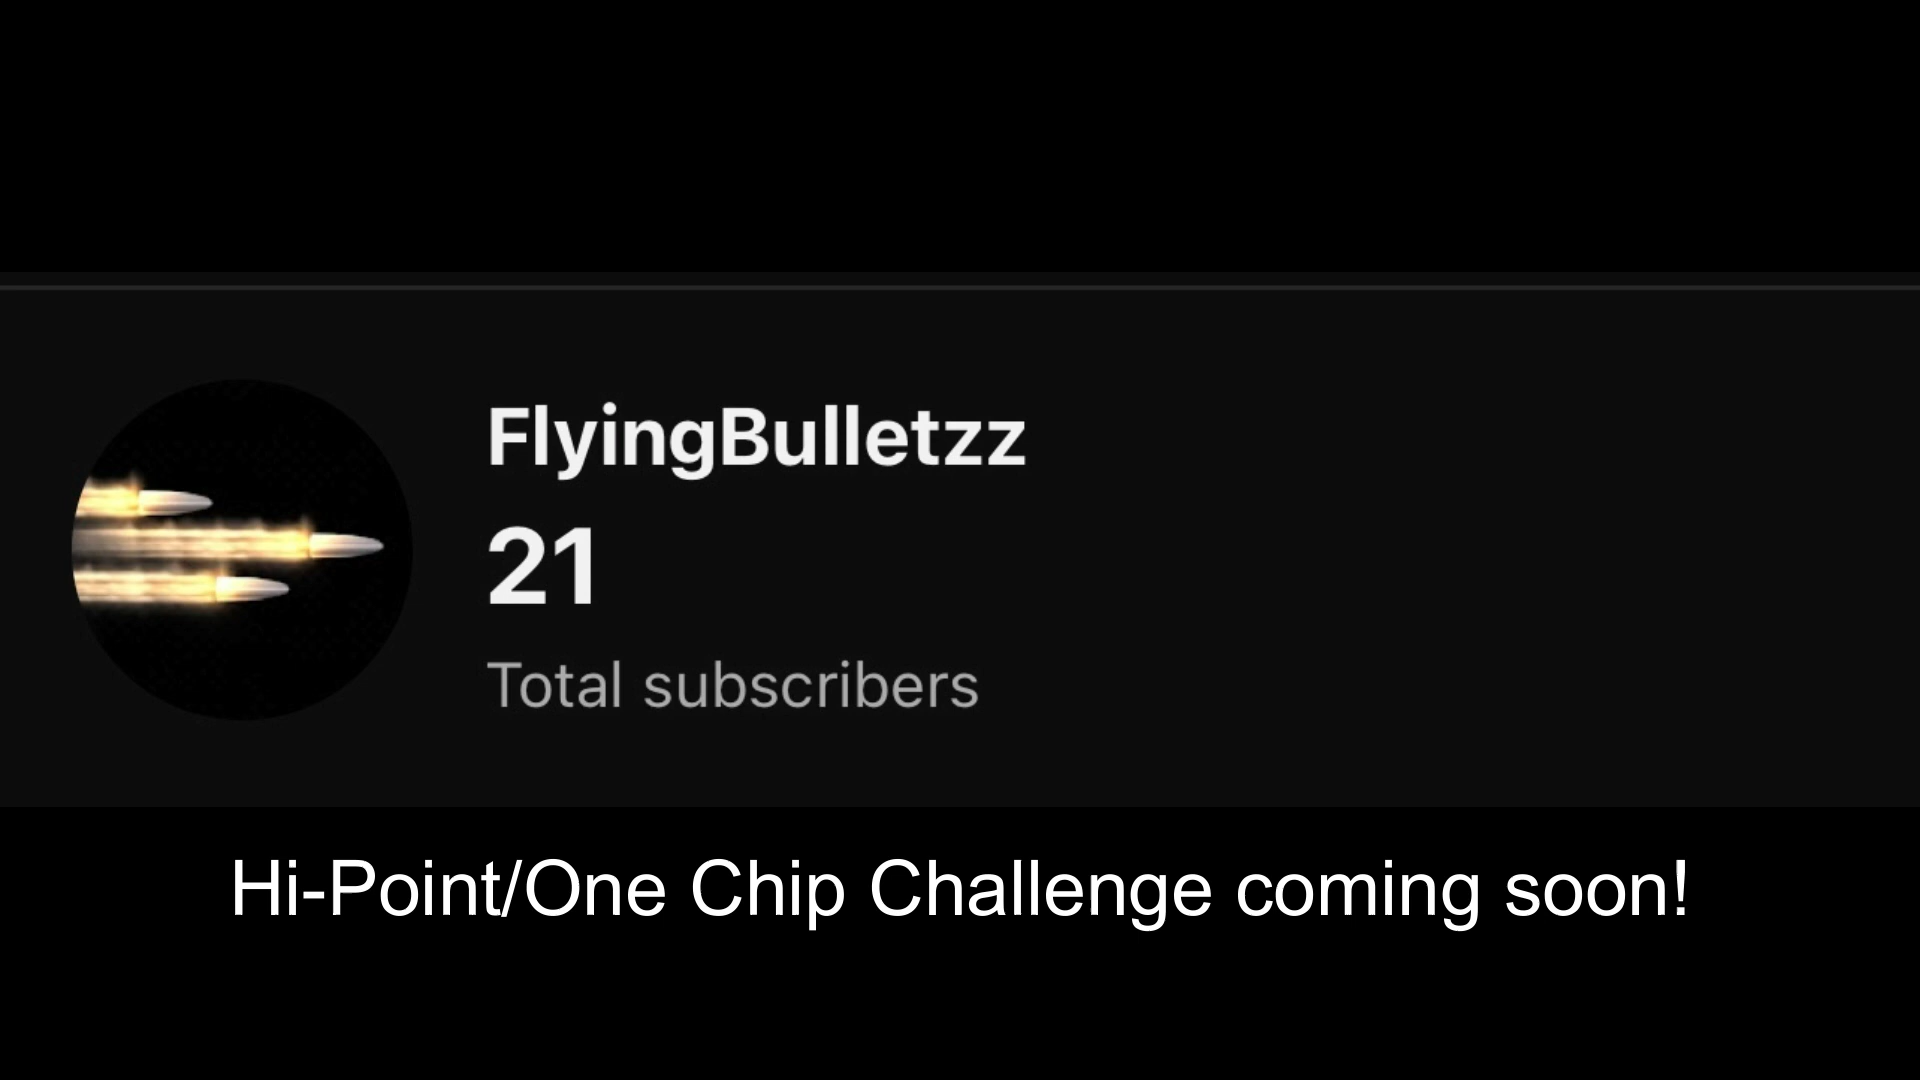 FlyingBulletzz
21
Total subscribers
Hi-Point/One Chip Challenge coming soon!